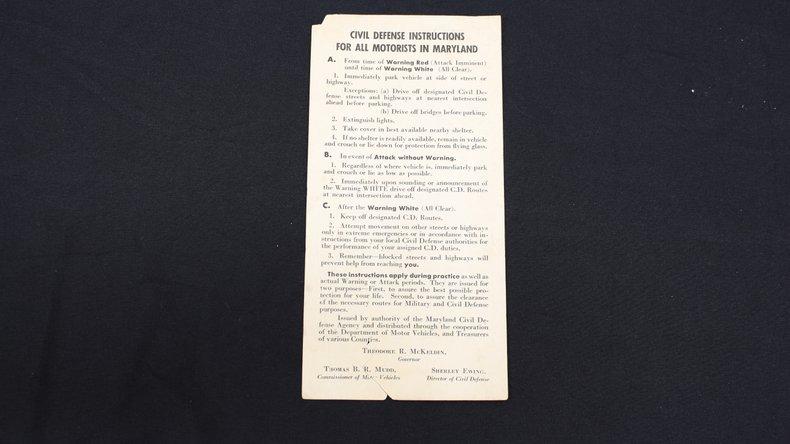 CIVIL DEFENSE INSTRUCTIONS
FOR ALL MOTORISTS IN MARYLAND
A. From time of Warning Red (Attack Imminent)
until time of Warning White (All Clear).
1. Immediately park vehicle at side of street or
highway.
Exceptions: (a) Drive off designated Civil De-
fense streets and highways at nearest intersection
ahead before parking.
(b) Drive off bridges before parking.
2. Extinguish lights.
3. Take cover in best available nearby shelter.
4. If no shelter is readily available, remain in vehicle
and crouch or lie down for protection from flying glass.
B. In event of Attack without Warning.
1. Regardless of where vehicle is, immediately park
and crouch or lie as low as possible.
2. Immediately upon sounding or announcement of
the Warning WHITE drive off designated C.D. Routes
at nearest intersection ahead.
C. After the Warning White (All Clear).
1. Keep off designated C.D. Routes.
2. Attempt movement on other streets or highways
only in extreme emergencies or in accordance with in-
structions from your local Civil Defense authorities for
the performance of your assigned C.D. duties.
3. Remember—blocked streets and highways will
prevent help from reaching you.
These instructions apply during practice as well as
actual Warning or Attack periods. They are issued for
two purposes—First, to assure the best possible pro-
tection for your life. Second, to assure the clearance
of the necessary routes for Military and Civil Defense
purposes.
Issued by authority of the Maryland Civil De-
fense Agency and distributed through the cooperation
of the Department of Motor Vehicles, and Treasurers
of various Counties.
THEODORE R. MCKELDIN,
Governor
THOMAS B. R. MUDD,
Commissioner of Motor Vehicles
SHERLEY EWING,
Director of Civil Defense